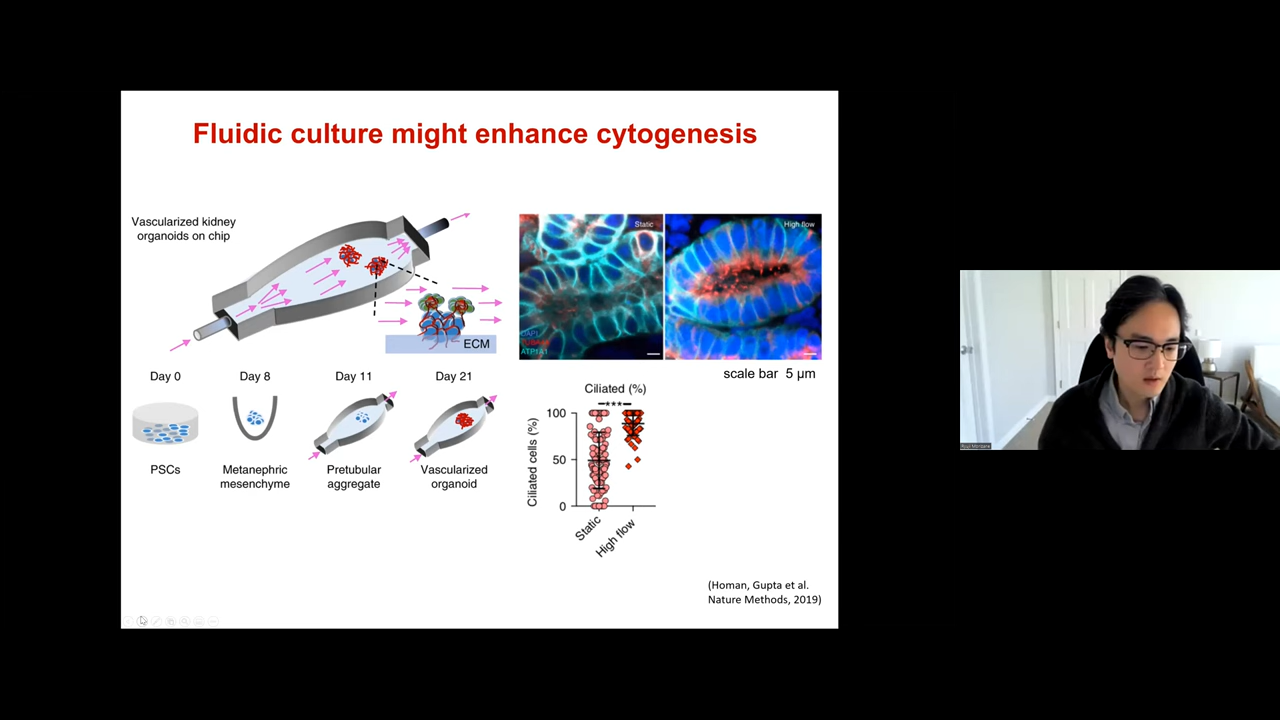 Fluidic culture might enhance cytogenesis
Vascularized kidney
organoids on chip
ECM
Day 0
Day 8
Day 11
Day 21
PSCs
Metanephric
mesenchyme
Pretubular
aggregate
Vascularized
organoid
Static
High flow
DAPI
ATP1A1
scale bar 5 µm
Ciliated (%)
***
Ciliated cells (%)
100
50
0
Static
High flow
(Homan, Gupta et al.
Nature Methods, 2019)